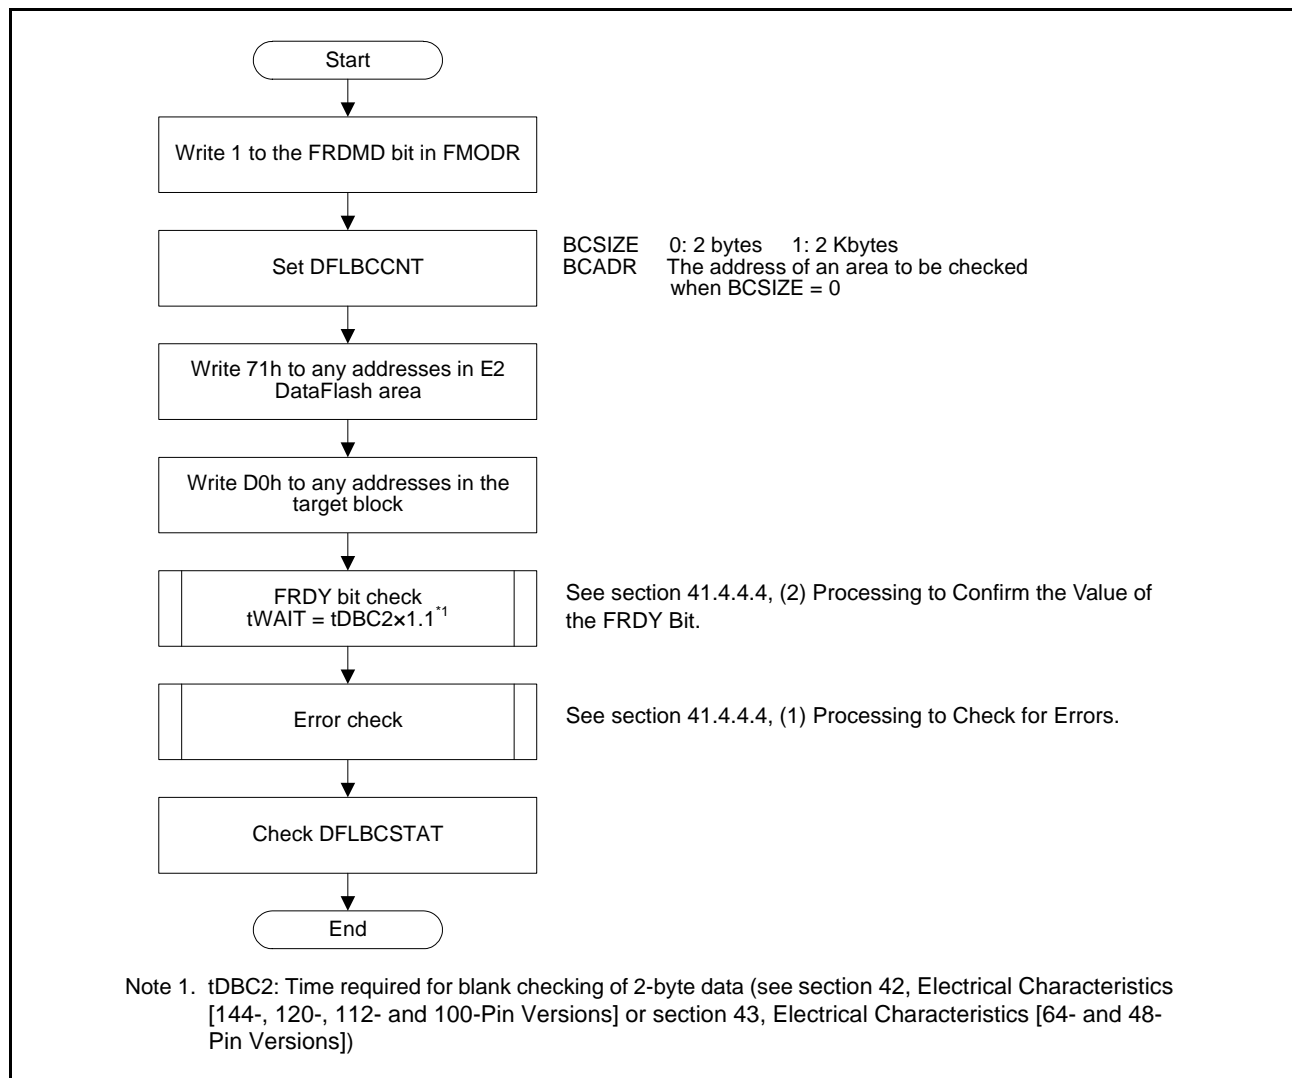 Start
Write 1 to the FRDMD bit in FMODR
Set DFLBCCNT
BCSIZE 0: 2 bytes 1: 2 Kbytes
BCADR The address of an area to be checked
when BCSIZE = 0
Write 71h to any addresses in E2
DataFlash area
Write D0h to any addresses in the
target block
FRDY bit check
tWAIT = tDBC2×1.1*1
See section 41.4.4.4, (2) Processing to Confirm the Value of
the FRDY Bit.
Error check
See section 41.4.4.4, (1) Processing to Check for Errors.
Check DFLBCSTAT
End
Note 1. tDBC2: Time required for blank checking of 2-byte data (see section 42, Electrical Characteristics
[144-, 120-, 112- and 100-Pin Versions] or section 43, Electrical Characteristics [64- and 48-
Pin Versions])